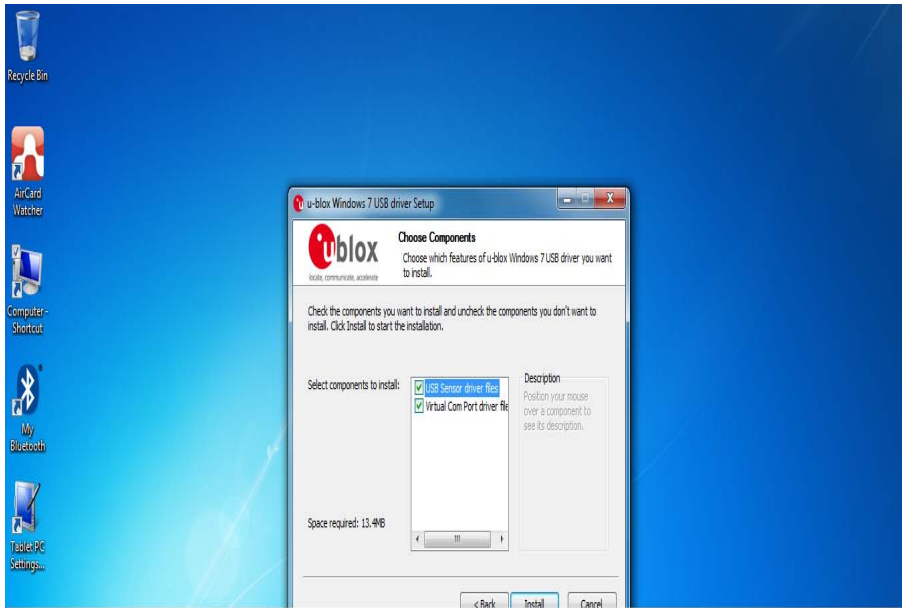 Recycle Bin
AirCard
Watcher
Computer -
Shortcut
My
Bluetooth
Tablet PC
Settings...
u-blox Windows 7 USB driver Setup
ublox
locate, communicate, accelerate
Choose Components
Choose which features of u-blox Windows 7 USB driver you want
to install.
Check the components you want to install and uncheck the components you don't want to
install. Click Install to start the installation.
Select components to install:
USB Sensor driver files
Virtual Com Port driver file
Description
Position your mouse
over a component to
see its description.
Space required: 13.4MB
< Back
Install
Cancel